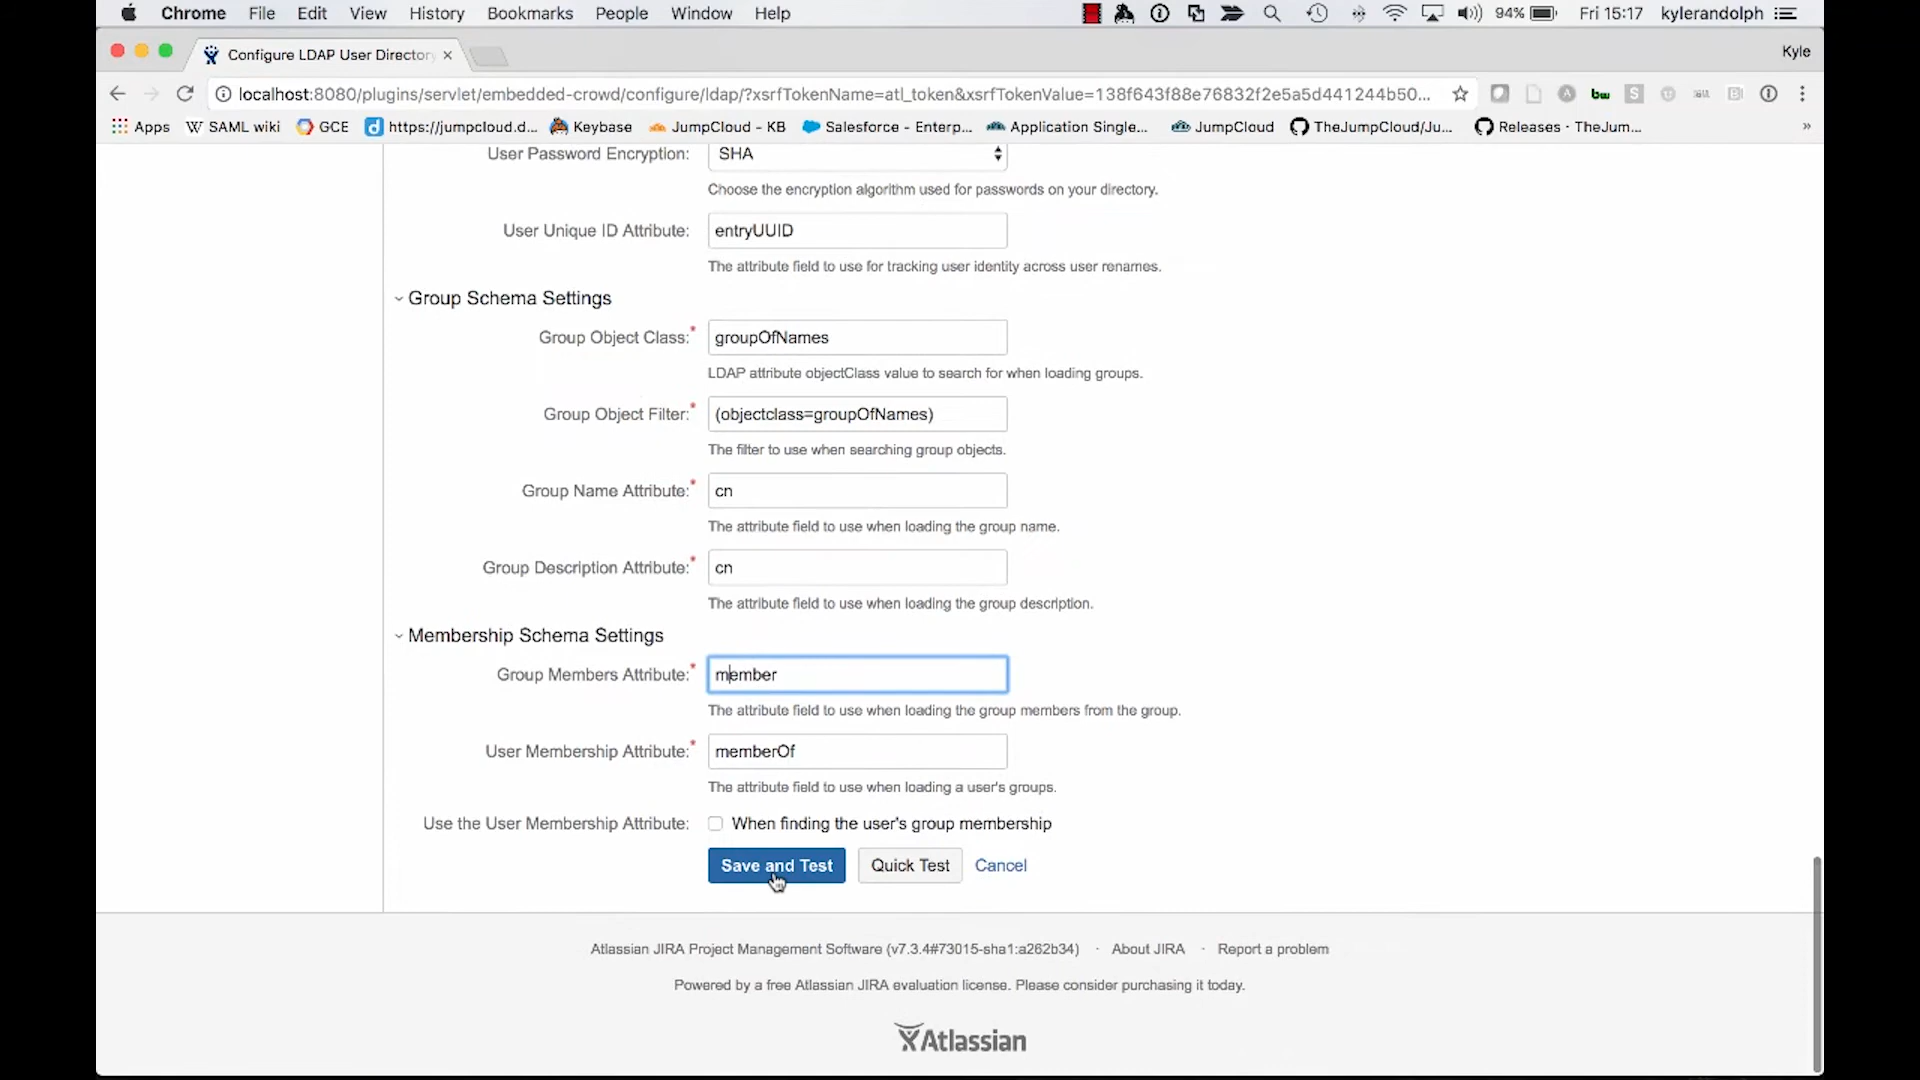 Chrome File Edit View History Bookmarks People Window Help 94% Fri 15:17 kylerandolph
Configure LDAP User Directory Kyle
localhost:8080/plugins/servlet/embedded-crowd/configure/ldap/?xsrfTokenName=atl_token&xsrfTokenValue=138f643f88e76832f2e5a5d441244b50...
Apps SAML wiki GCE https://jumpcloud.d... Keybase JumpCloud - KB Salesforce - Enterp... Application Single... JumpCloud TheJumpCloud/Ju... Releases · TheJum... »
User Password Encryption: SHA
Choose the encryption algorithm used for passwords on your directory.
User Unique ID Attribute: entryUUID
The attribute field to use for tracking user identity across user renames.
Group Schema Settings
Group Object Class:* groupOfNames
LDAP attribute objectClass value to search for when loading groups.
Group Object Filter:* (objectclass=groupOfNames)
The filter to use when searching group objects.
Group Name Attribute:* cn
The attribute field to use when loading the group name.
Group Description Attribute:* cn
The attribute field to use when loading the group description.
Membership Schema Settings
Group Members Attribute:* member
The attribute field to use when loading the group members from the group.
User Membership Attribute:* memberOf
The attribute field to use when loading a user's groups.
Use the User Membership Attribute: When finding the user's group membership
Save and Test Quick Test Cancel
Atlassian JIRA Project Management Software (v7.3.4#73015-sha1:a262b34) · About JIRA · Report a problem
Powered by a free Atlassian JIRA evaluation license. Please consider purchasing it today.
Atlassian